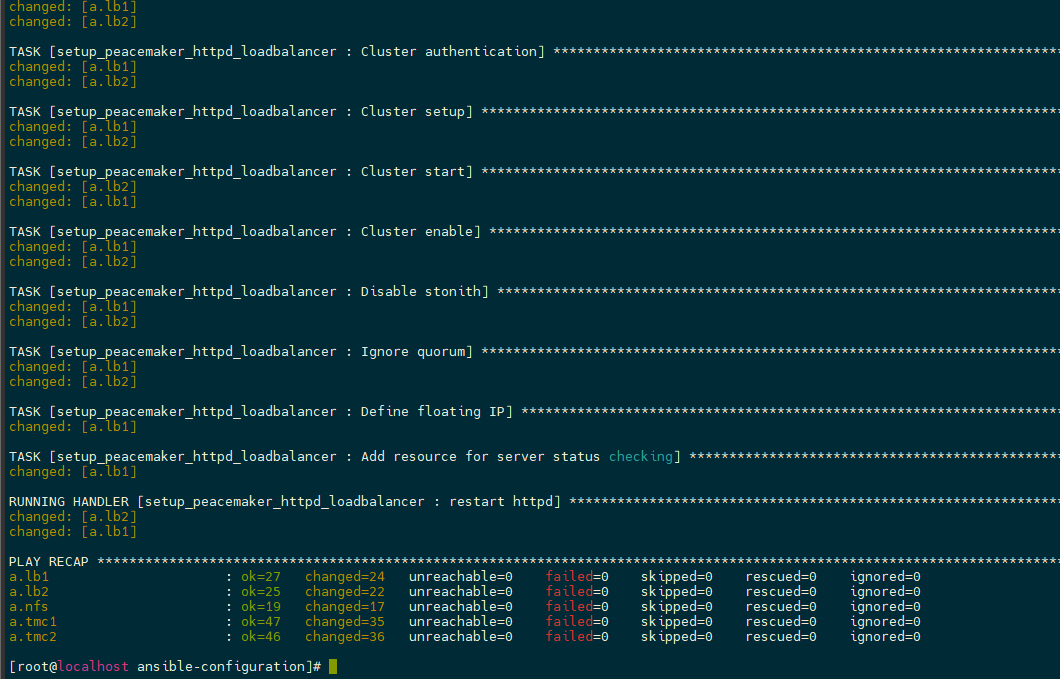 changed: [a.lb1]
changed: [a.lb2]
TASK [setup_peacemaker_httpd_loadbalancer : Cluster authentication] ****************************************************************
changed: [a.lb1]
changed: [a.lb2]
TASK [setup_peacemaker_httpd_loadbalancer : Cluster setup] *************************************************************************
changed: [a.lb1]
changed: [a.lb2]
TASK [setup_peacemaker_httpd_loadbalancer : Cluster start] *************************************************************************
changed: [a.lb2]
changed: [a.lb1]
TASK [setup_peacemaker_httpd_loadbalancer : Cluster enable] ************************************************************************
changed: [a.lb1]
changed: [a.lb2]
TASK [setup_peacemaker_httpd_loadbalancer : Disable stonith] ***********************************************************************
changed: [a.lb1]
changed: [a.lb2]
TASK [setup_peacemaker_httpd_loadbalancer : Ignore quorum] *************************************************************************
changed: [a.lb1]
changed: [a.lb2]
TASK [setup_peacemaker_httpd_loadbalancer : Define floating IP] ********************************************************************
changed: [a.lb1]
TASK [setup_peacemaker_httpd_loadbalancer : Add resource for server status checking] ***********************************************
changed: [a.lb1]
RUNNING HANDLER [setup_peacemaker_httpd_loadbalancer : restart httpd] **************************************************************
changed: [a.lb2]
changed: [a.lb1]
PLAY RECAP *************************************************************************************************************************
a.lb1 : ok=27 changed=24 unreachable=0 failed=0 skipped=0 rescued=0 ignored=0
a.lb2 : ok=25 changed=22 unreachable=0 failed=0 skipped=0 rescued=0 ignored=0
a.nfs : ok=19 changed=17 unreachable=0 failed=0 skipped=0 rescued=0 ignored=0
a.tmc1 : ok=47 changed=35 unreachable=0 failed=0 skipped=0 rescued=0 ignored=0
a.tmc2 : ok=46 changed=36 unreachable=0 failed=0 skipped=0 rescued=0 ignored=0
[root@localhost ansible-configuration]#